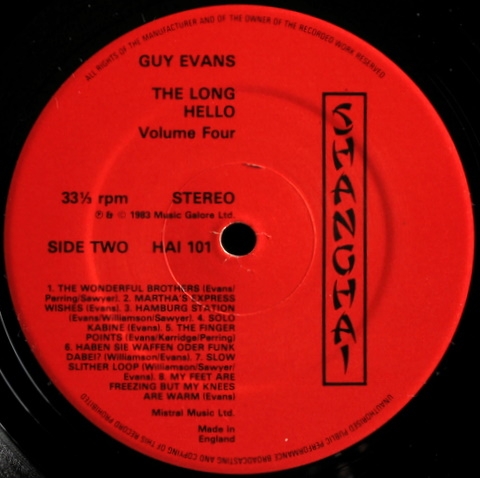 ALL RIGHTS OF THE MANUFACTURER AND OF THE OWNER OF THE RECORDED WORK RESERVED
GUY EVANS
THE LONG
HELLO
Volume Four
33⅓ rpm STEREO
℗ & © 1983 Music Galore Ltd.
SIDE TWO HAI 101
SHANGHAI
1. THE WONDERFUL BROTHERS (Evans/
Perring/Sawyer). 2. MARTHA'S EXPRESS
WISHES (Evans). 3. HAMBURG STATION
(Evans/Williamson/Sawyer). 4. SOLO
KABINE (Evans). 5. THE FINGER
POINTS (Evans/Kerridge/Perring)
6. HABEN SIE WAFFEN ODER FUNK
DABEI? (Williamson/Evans). 7. SLOW
SLITHER LOOP (Williamson/Sawyer/
Evans). 8. MY FEET ARE
FREEZING BUT MY KNEES
ARE WARM (Evans)
Mistral Music Ltd.
Made in
England
UNAUTHORISED PUBLIC PERFORMANCE BROADCASTING AND COPYING OF THIS RECORD PROHIBITED